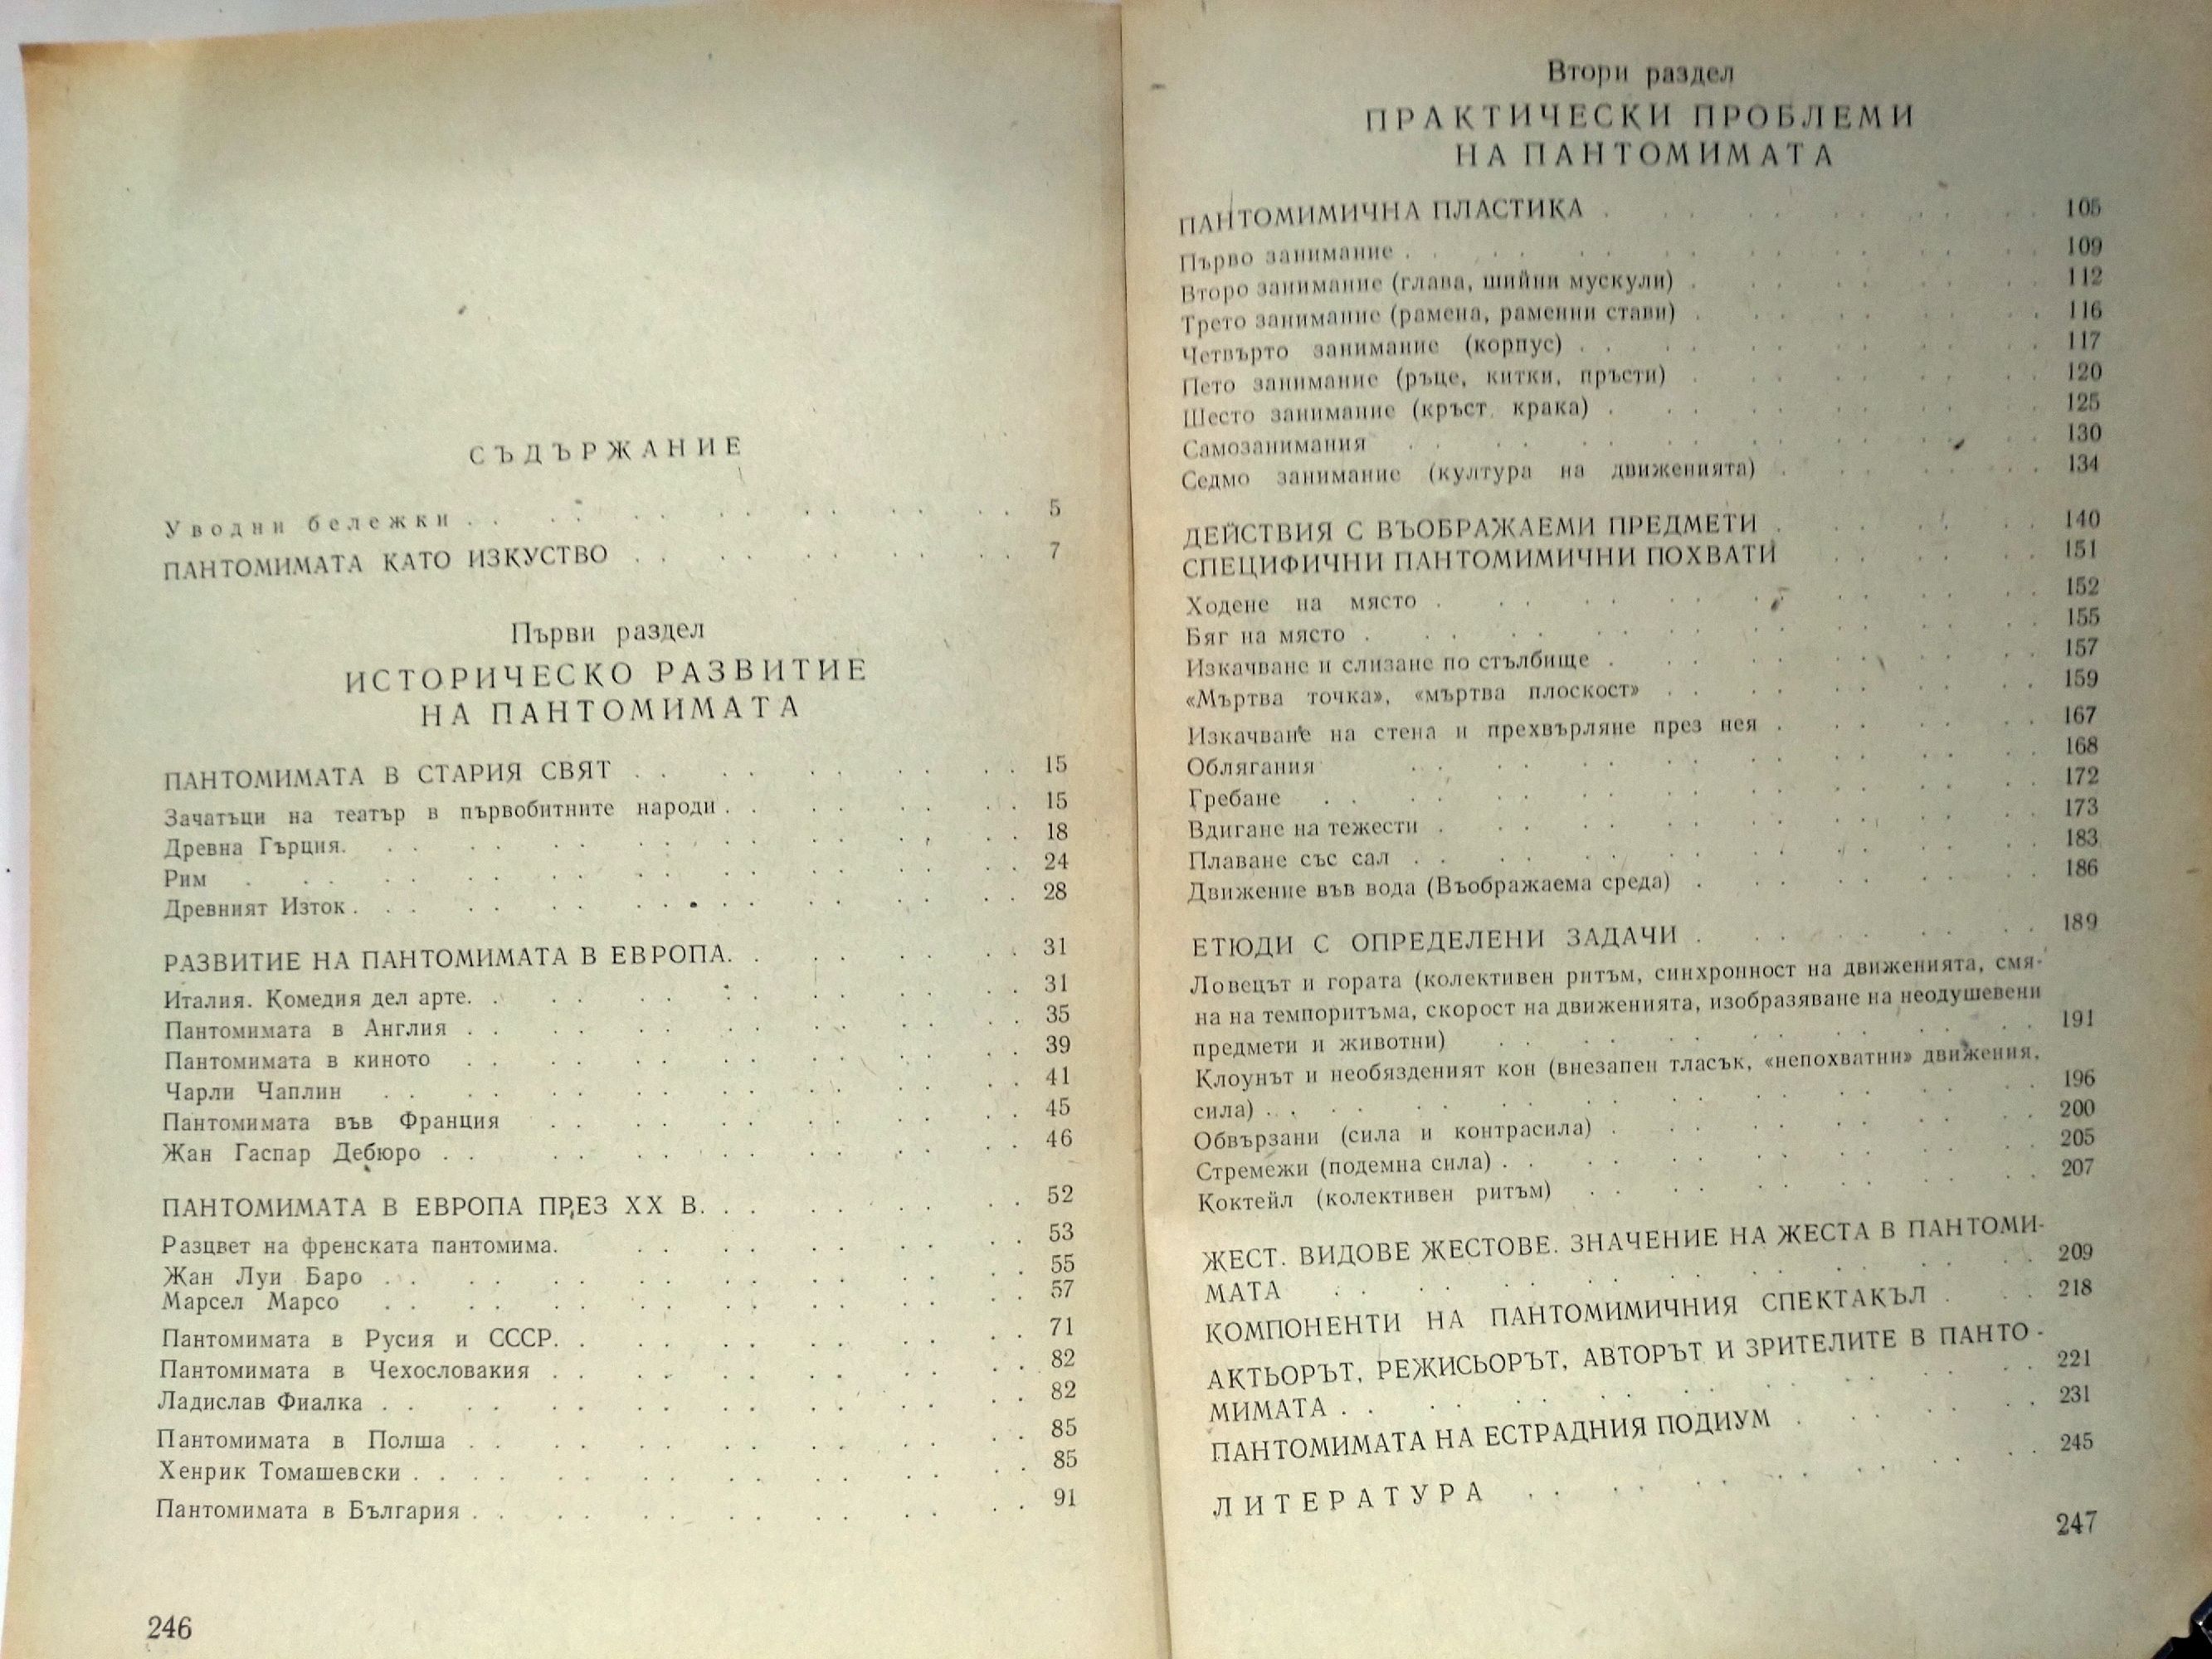 СЪДЪРЖАНИЕ
Уводни бележки . . . . . . . . 5
ПАНТОМИМАТА КАТО ИЗКУСТВО . . . . . . 7
Първи раздел
ИСТОРИЧЕСКО РАЗВИТИЕ
НА ПАНТОМИМАТА
ПАНТОМИМАТА В СТАРИЯ СВЯТ . . . . . . 15
Зачатъци на театър в първобитните народи . . . . . 15
Древна Гърция. . . . . . . . . 18
Рим . . . . . . . . . . 24
Древният Изток . . . . . . . . . 28
РАЗВИТИЕ НА ПАНТОМИМАТА В ЕВРОПА. . . . . 31
Италия. Комедия дел арте. . . . . . . . 31
Пантомимата в Англия . . . . . . . . 35
Пантомимата в киното . . . . . . . . 39
Чарли Чаплин . . . . . . . . . 41
Пантомимата във Франция . . . . . . . 45
Жан Гаспар Дебюро . . . . . . . . 46
ПАНТОМИМАТА В ЕВРОПА ПРЕЗ XX В. . . . . . 52
Разцвет на френската пантомима. . . . . . . 53
Жан Луи Баро . . . . . . . . . 55
Марсел Марсо . . . . . . . . . 57
Пантомимата в Русия и СССР. . . . . . . 71
Пантомимата в Чехословакия . . . . . . . 82
Ладислав Фиалка . . . . . . . . . 82
Пантомимата в Полша . . . . . . . . 85
Хенрик Томашевски . . . . . . . . . 85
Пантомимата в България . . . . . . . . 91
246
Втори раздел
ПРАКТИЧЕСКИ ПРОБЛЕМИ
НА ПАНТОМИМАТА
ПАНТОМИМИЧНА ПЛАСТИКА . . . . . . 105
Първо занимание . . . . . . . . 109
Второ занимание (глава, шийни мускули) . . . . . 112
Трето занимание (рамена, раменни стави) . . . . . 116
Четвърто занимание (корпус) . . . . . . . 117
Пето занимание (ръце, китки, пръсти) . . . . . 120
Шесто занимание (кръст, крака) . . . . . . 125
Самозанимания . . . . . . . . 130
Седмо занимание (култура на движенията) . . . . 134
ДЕЙСТВИЯ С ВЪОБРАЖАЕМИ ПРЕДМЕТИ . . . . 140
СПЕЦИФИЧНИ ПАНТОМИМИЧНИ ПОХВАТИ . . . . 151
Ходене на място . . . . . . . . 152
Бяг на място . . . . . . . . . 155
Изкачване и слизане по стълбище . . . . . . 157
«Мъртва точка», «мъртва плоскост» . . . . . . 159
Изкачване на стена и прехвърляне през нея . . . . 167
Облягания . . . . . . . . 168
Гребане . . . . . . . . . 172
Вдигане на тежести . . . . . . . . 173
Плаване със сал . . . . . . . . . 183
Движение във вода (Въображаема среда) . . . . . 186
ЕТЮДИ С ОПРЕДЕЛЕНИ ЗАДАЧИ . . . . . 189
Ловецът и гората (колективен ритъм, синхронност на движенията, смя-
на на темпоритъма, скорост на движенията, изобразяване на неодушевени
предмети и животни) . . . . . . . 191
Клоунът и необязденият кон (внезапен тласък, «непохватни» движения,
сила) . . . . . . . . . . 196
Обвързани (сила и контрасила) . . . . . . 200
Стремежи (подемна сила) . . . . . . . . 205
Коктейл (колективен ритъм) . . . . . . 207
ЖЕСТ. ВИДОВЕ ЖЕСТОВЕ. ЗНАЧЕНИЕ НА ЖЕСТА В ПАНТОМИ-
МАТА . . . . . . . . . 209
КОМПОНЕНТИ НА ПАНТОМИМИЧНИЯ СПЕКТАКЪЛ . . . 218
АКТЬОРЪТ, РЕЖИСЬОРЪТ, АВТОРЪТ И ЗРИТЕЛИТЕ В ПАНТО-
МИМАТА . . . . . . . . . 221
ПАНТОМИМАТА НА ЕСТРАДНИЯ ПОДИУМ . . . . 231
ЛИТЕРАТУРА . . . . . . . 245
247